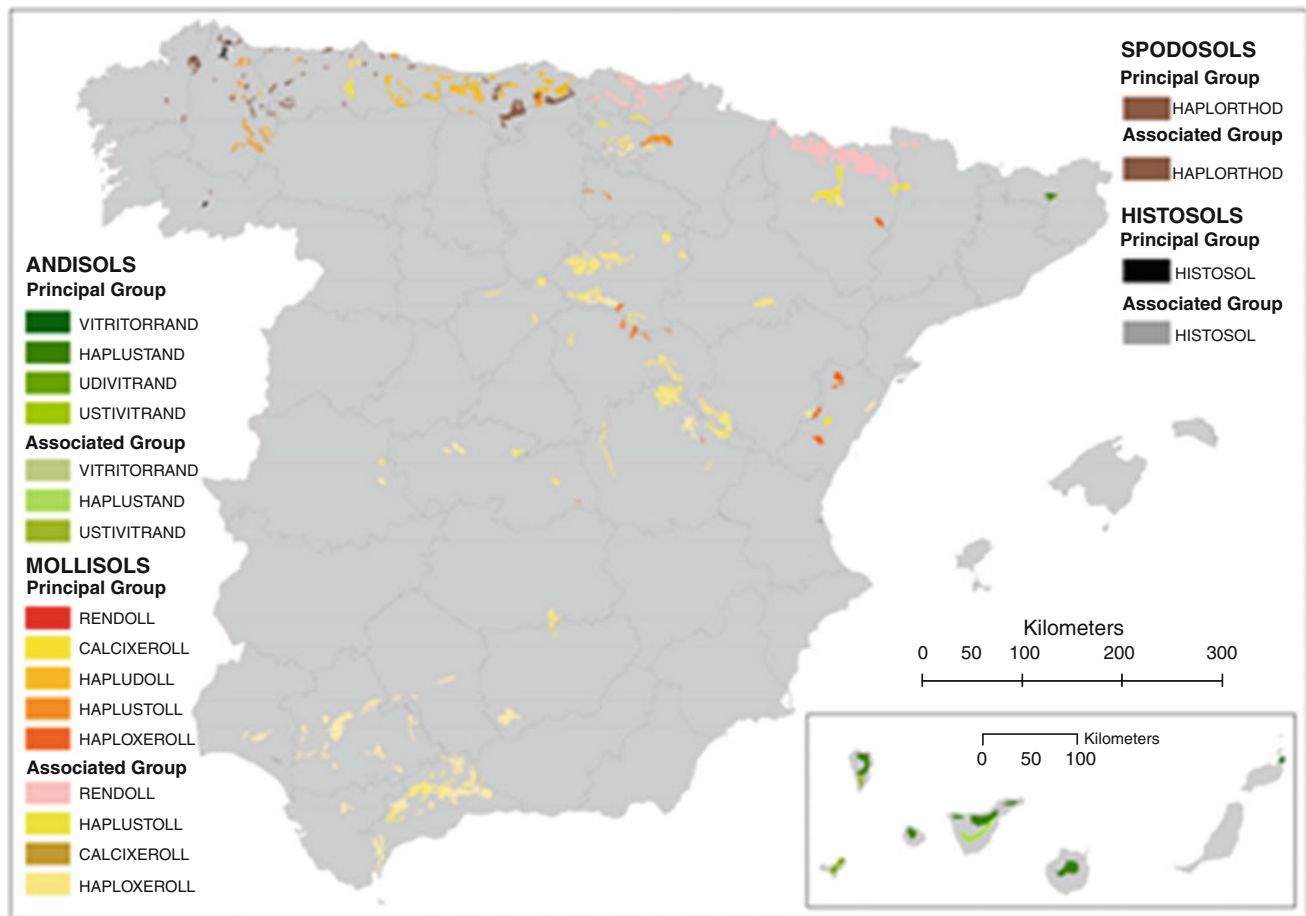 SPODOSOLS
Principal Group
HAPLORTHOD
Associated Group
HAPLORTHOD
HISTOSOLS
Principal Group
HISTOSOL
Associated Group
HISTOSOL
ANDISOLS
Principal Group
VITRITORRAND
HAPLUSTAND
UDIVITRAND
USTIVITRAND
Associated Group
VITRITORRAND
HAPLUSTAND
USTIVITRAND
MOLLISOLS
Principal Group
RENDOLL
CALCIXEROLL
HAPLUDOLL
HAPLUSTOLL
HAPLOXEROLL
Associated Group
RENDOLL
HAPLUSTOLL
CALCIXEROLL
HAPLOXEROLL
Kilometers
0 50 100 200 300
Kilometers
0 50 100